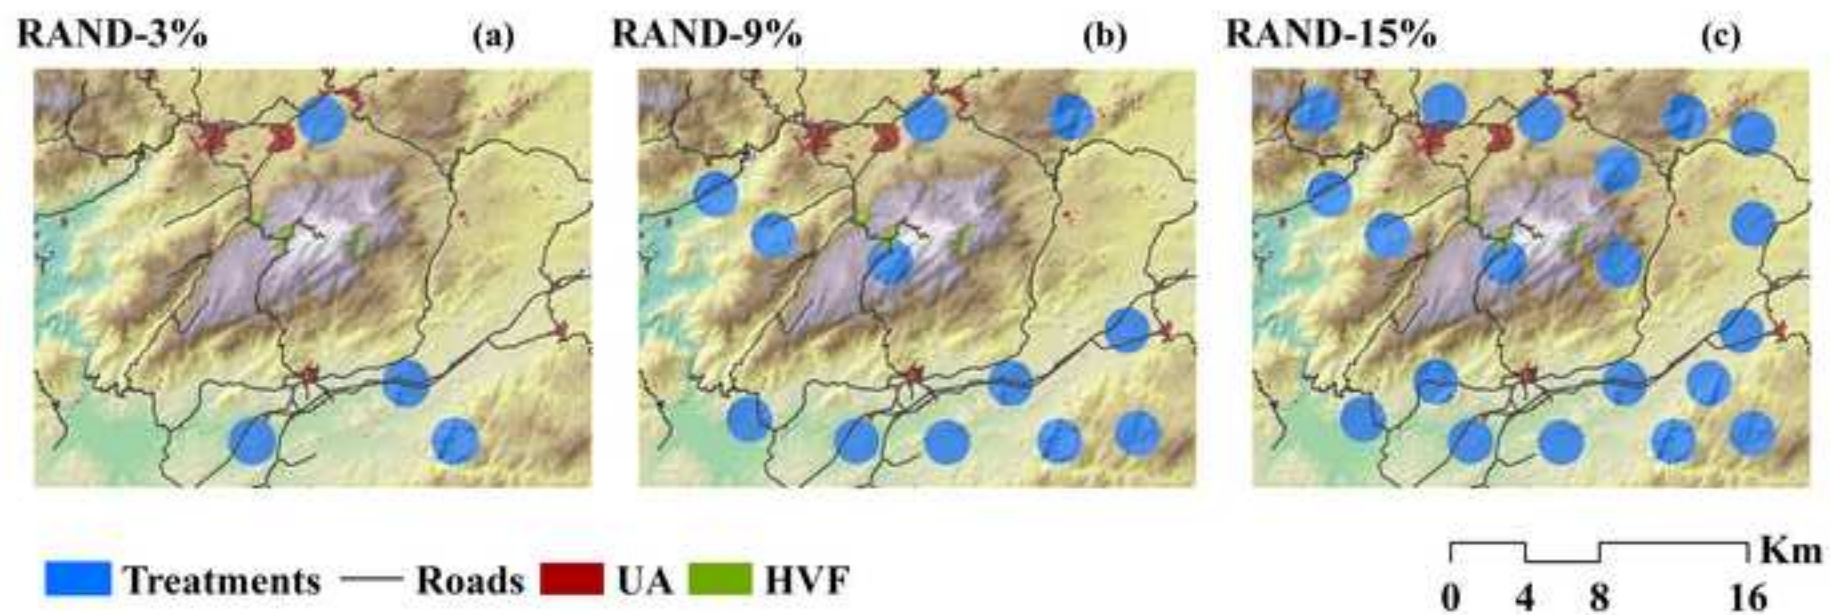 RAND-3% (a) RAND-9% (b) RAND-15% (c)
Treatments Roads UA HVF
Km
0 4 8 16